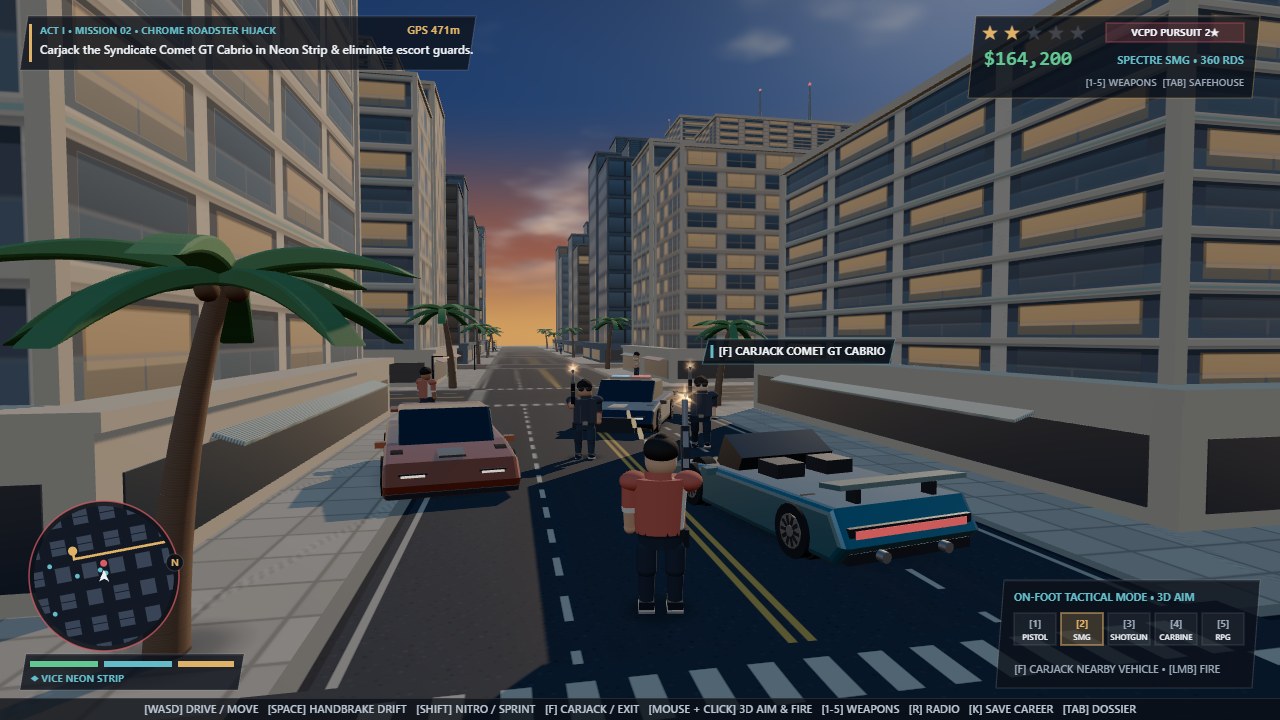 ACT I • MISSION 02 • CHROME ROADSTER HIJACK GPS 471m
Carjack the Syndicate Comet GT Cabrio in Neon Strip & eliminate escort guards.
VCPD PURSUIT 2★
$164,200 SPECTRE SMG • 360 RDS
[1-5] WEAPONS [TAB] SAFEHOUSE
[F] CARJACK COMET GT CABRIO
N
VICE NEON STRIP
ON-FOOT TACTICAL MODE • 3D AIM
[1] [2] [3] [4] [5]
PISTOL SMG SHOTGUN CARBINE RPG
[F] CARJACK NEARBY VEHICLE • [LMB] FIRE
[WASD] DRIVE / MOVE [SPACE] HANDBRAKE DRIFT [SHIFT] NITRO / SPRINT [F] CARJACK / EXIT [MOUSE + CLICK] 3D AIM & FIRE [1-5] WEAPONS [R] RADIO [K] SAVE CAREER [TAB] DOSSIER